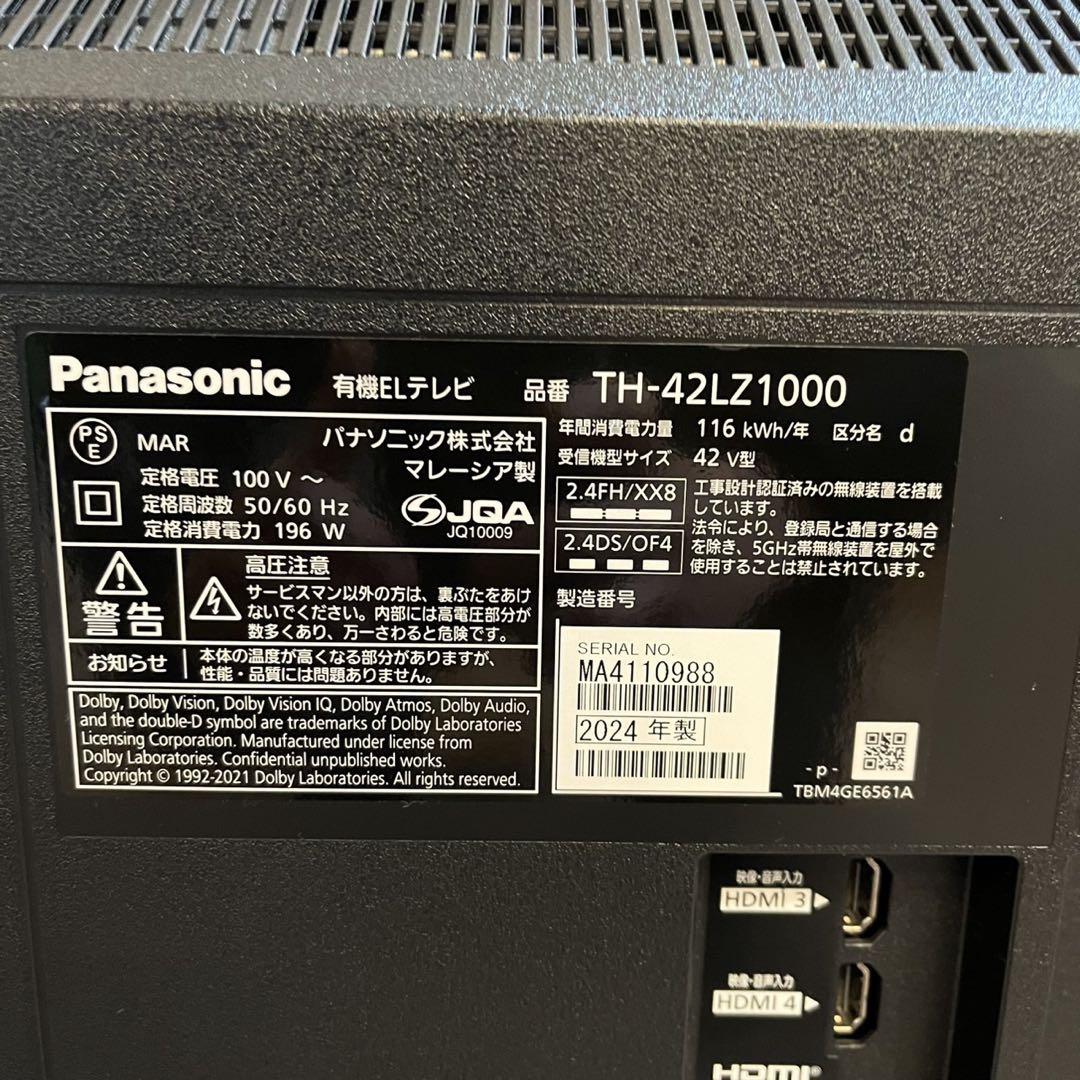 Panasonic 有機ELテレビ 品番 TH-42LZ1000
PSE MAR パナソニック株式会社
マレーシア製
定格電圧 100 V ～
定格周波数 50/60 Hz
定格消費電力 196 W
JQA
JQ10009
警告
高圧注意
サービスマン以外の方は、裏ぶたをあけ
ないでください。内部には高電圧部分が
数多くあり、万一さわると危険です。
お知らせ
本体の温度が高くなる部分がありますが、
性能・品質には問題ありません。
Dolby, Dolby Vision, Dolby Vision IQ, Dolby Atmos, Dolby Audio,
and the double-D symbol are trademarks of Dolby Laboratories
Licensing Corporation. Manufactured under license from
Dolby Laboratories. Confidential unpublished works.
Copyright © 1992-2021 Dolby Laboratories. All rights reserved.
年間消費電力量 116 kWh/年 区分名 d
受信機型サイズ 42 V型
2.4FH/XX8
2.4DS/OF4
工事設計認証済みの無線装置を搭載
しています。
法令により、登録局と通信する場合
を除き、5GHz帯無線装置を屋外で
使用することは禁止されています。
製造番号
SERIAL NO.
MA4110988
2024 年製
- p -
TBM4GE6561A
映像・音声入力
HDMI 3
映像・音声入力
HDMI 4
HDMI®